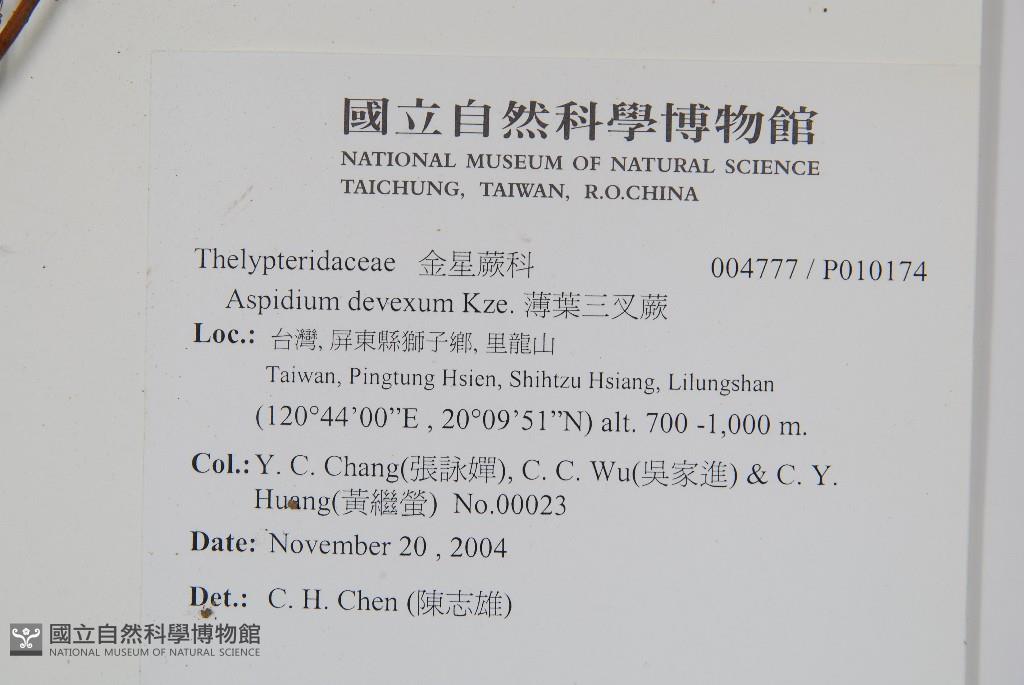 國立自然科學博物館
NATIONAL MUSEUM OF NATURAL SCIENCE
TAICHUNG, TAIWAN, R.O.CHINA
Thelypteridaceae 金星蕨科 004777 / P010174
Aspidium devexum Kze. 薄葉三叉蕨
Loc.: 台灣, 屏東縣獅子鄉, 里龍山
Taiwan, Pingtung Hsien, Shihtzu Hsiang, Lilungshan
(120°44’00”E , 20°09’51”N) alt. 700 -1,000 m.
Col.: Y. C. Chang(張詠嬋), C. C. Wu(吳家進) & C. Y.
Huang(黃繼螢) No.00023
Date: November 20 , 2004
Det.: C. H. Chen (陳志雄)
國立自然科學博物館
NATIONAL MUSEUM OF NATURAL SCIENCE